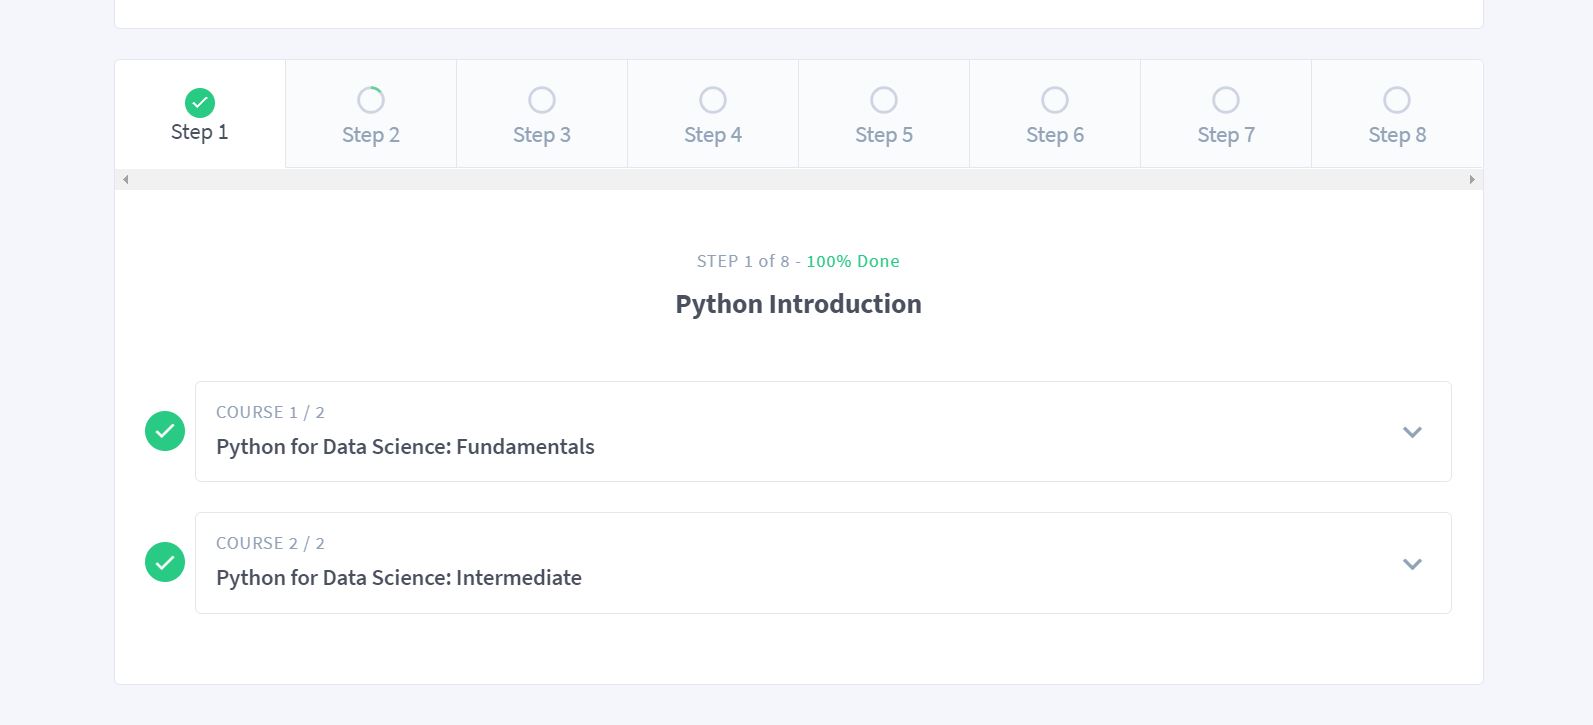 Step 1
Step 2
Step 3
Step 4
Step 5
Step 6
Step 7
Step 8
STEP 1 of 8 - 100% Done
Python Introduction
COURSE 1 / 2
Python for Data Science: Fundamentals
COURSE 2 / 2
Python for Data Science: Intermediate